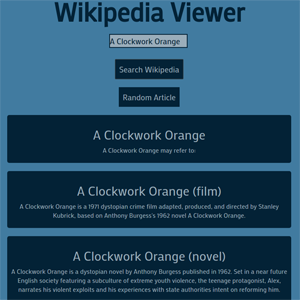 Wikipedia Viewer
A Clockwork Orange
Search Wikipedia
Random Article
A Clockwork Orange
A Clockwork Orange may refer to:
A Clockwork Orange (film)
A Clockwork Orange is a 1971 dystopian crime film adapted, produced, and directed by Stanley
Kubrick, based on Anthony Burgess's 1962 novel A Clockwork Orange.
A Clockwork Orange (novel)
A Clockwork Orange is a dystopian novel by Anthony Burgess published in 1962. Set in a near future
English society featuring a subculture of extreme youth violence, the teenage protagonist, Alex,
narrates his violent exploits and his experiences with state authorities intent on reforming him.